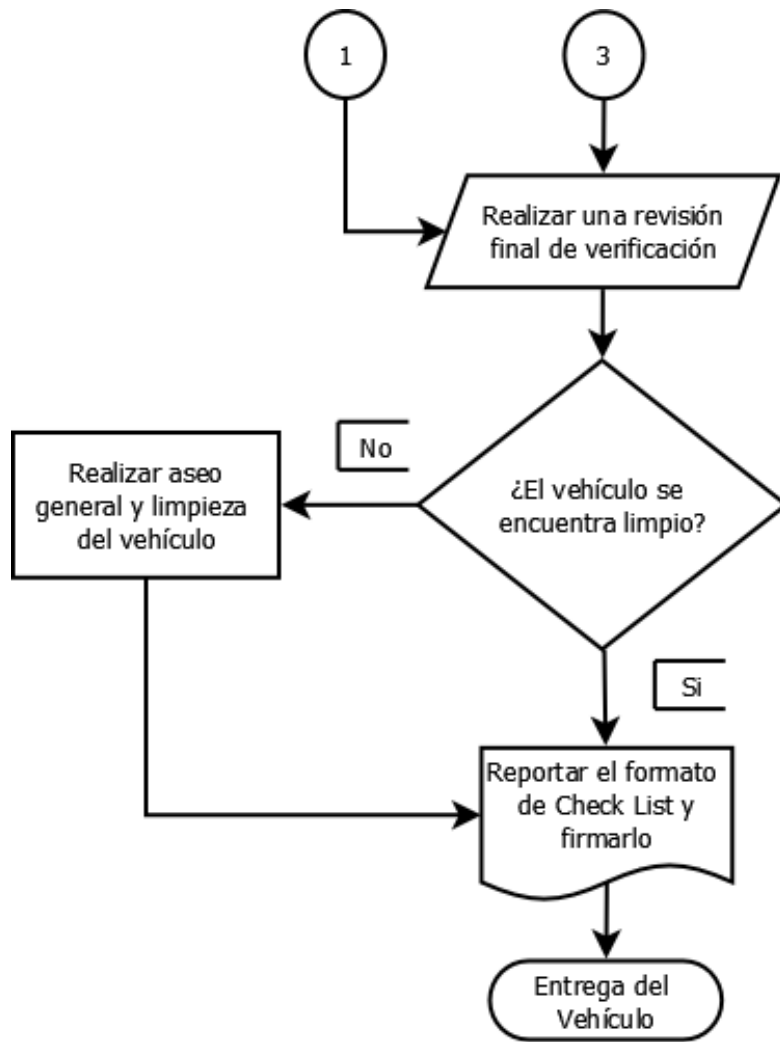 1
3
Realizar una revisión
final de verificación
No
Realizar aseo
general y limpieza
del vehículo
¿El vehículo se
encuentra limpio?
Si
Reportar el formato
de Check List y
firmarlo
Entrega del
Vehículo